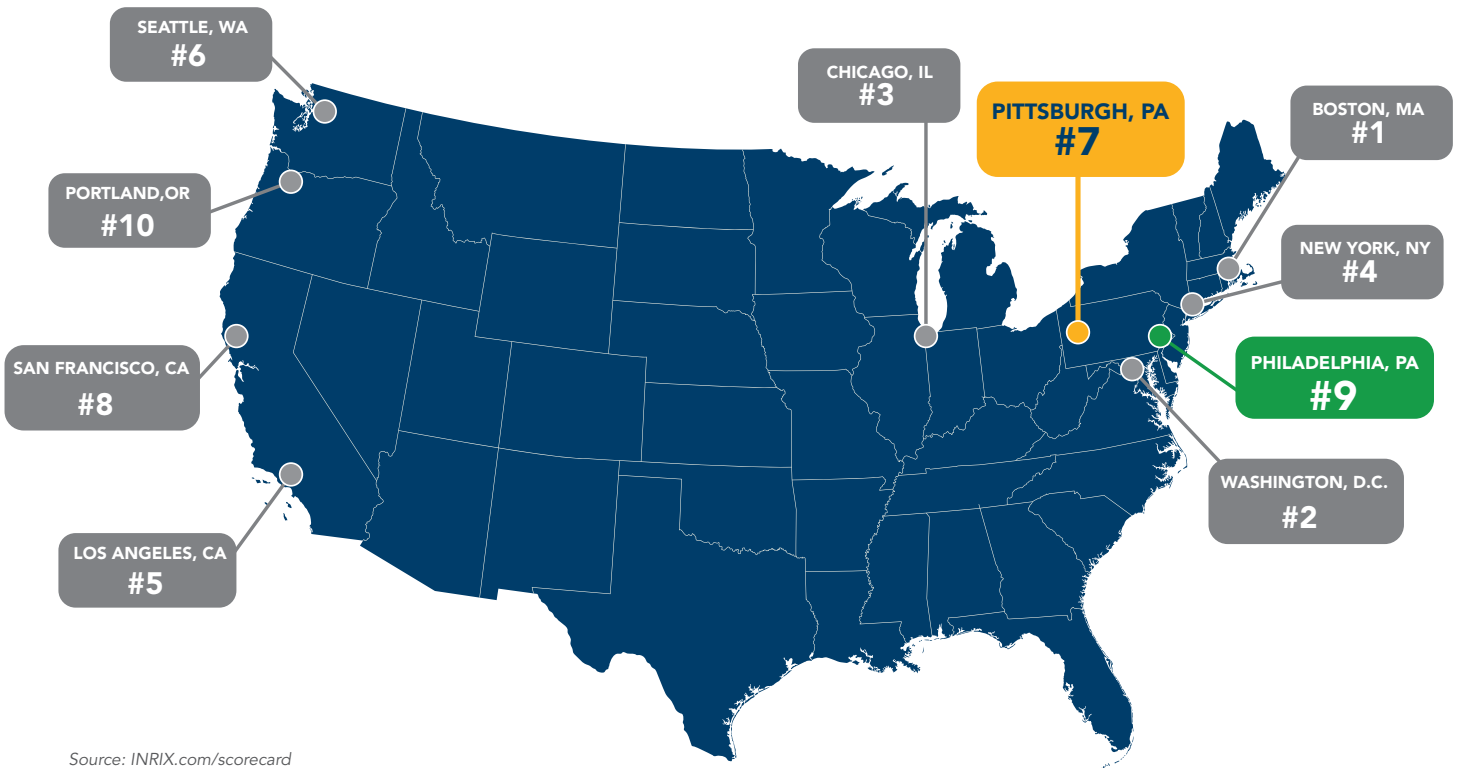 SEATTLE, WA
#6
CHICAGO, IL
#3
PITTSBURGH, PA
#7
BOSTON, MA
#1
PORTLAND,OR
#10
NEW YORK, NY
#4
SAN FRANCISCO, CA
#8
PHILADELPHIA, PA
#9
WASHINGTON, D.C.
#2
LOS ANGELES, CA
#5
Source: INRIX.com/scorecard